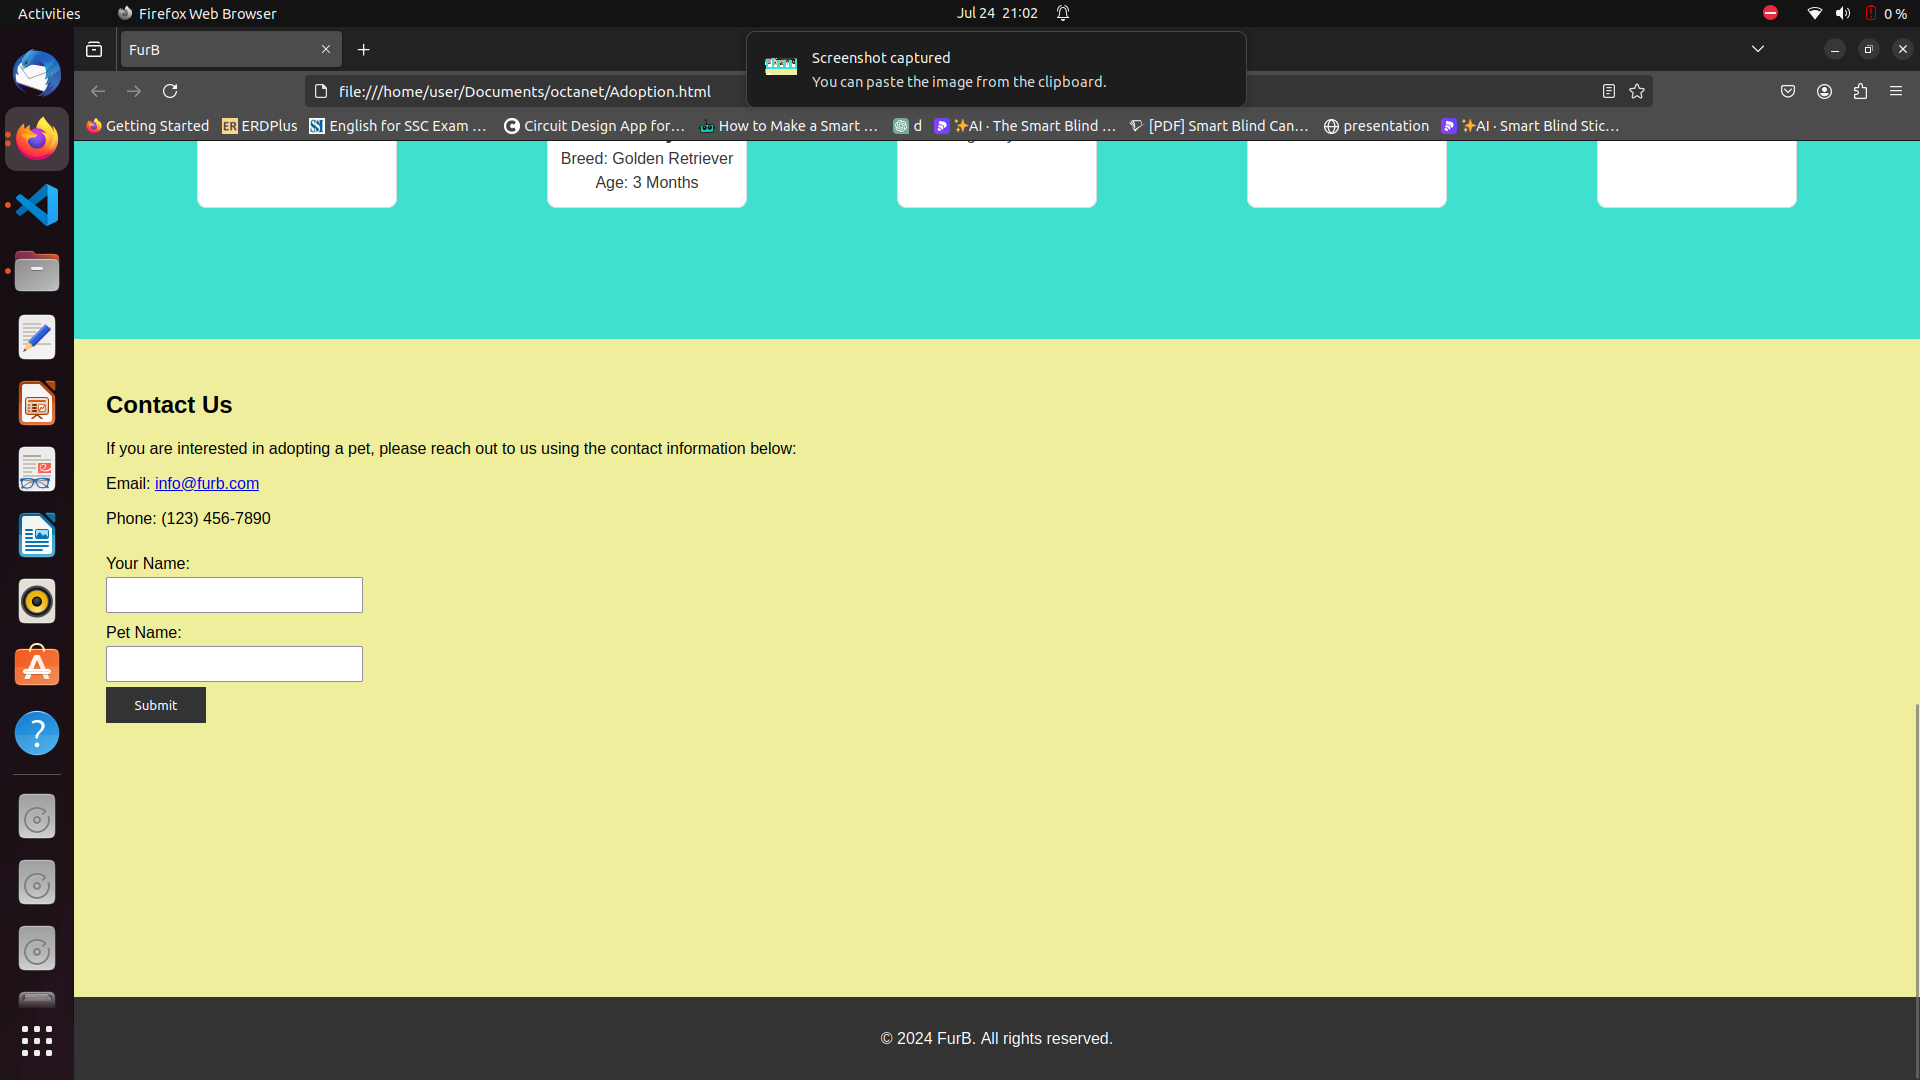 Activities Firefox Web Browser Jul 24 21:02 0 %
FurB
Screenshot captured
You can paste the image from the clipboard.
file:///home/user/Documents/octanet/Adoption.html
Getting Started ERDPlus English for SSC Exam … Circuit Design App for… How to Make a Smart … d ✨AI · The Smart Blind … [PDF] Smart Blind Can… presentation ✨AI · Smart Blind Stic…
Breed: Golden Retriever
Age: 3 Months
Contact Us
If you are interested in adopting a pet, please reach out to us using the contact information below:
Email: info@furb.com
Phone: (123) 456-7890
Your Name:
Pet Name:
Submit
© 2024 FurB. All rights reserved.